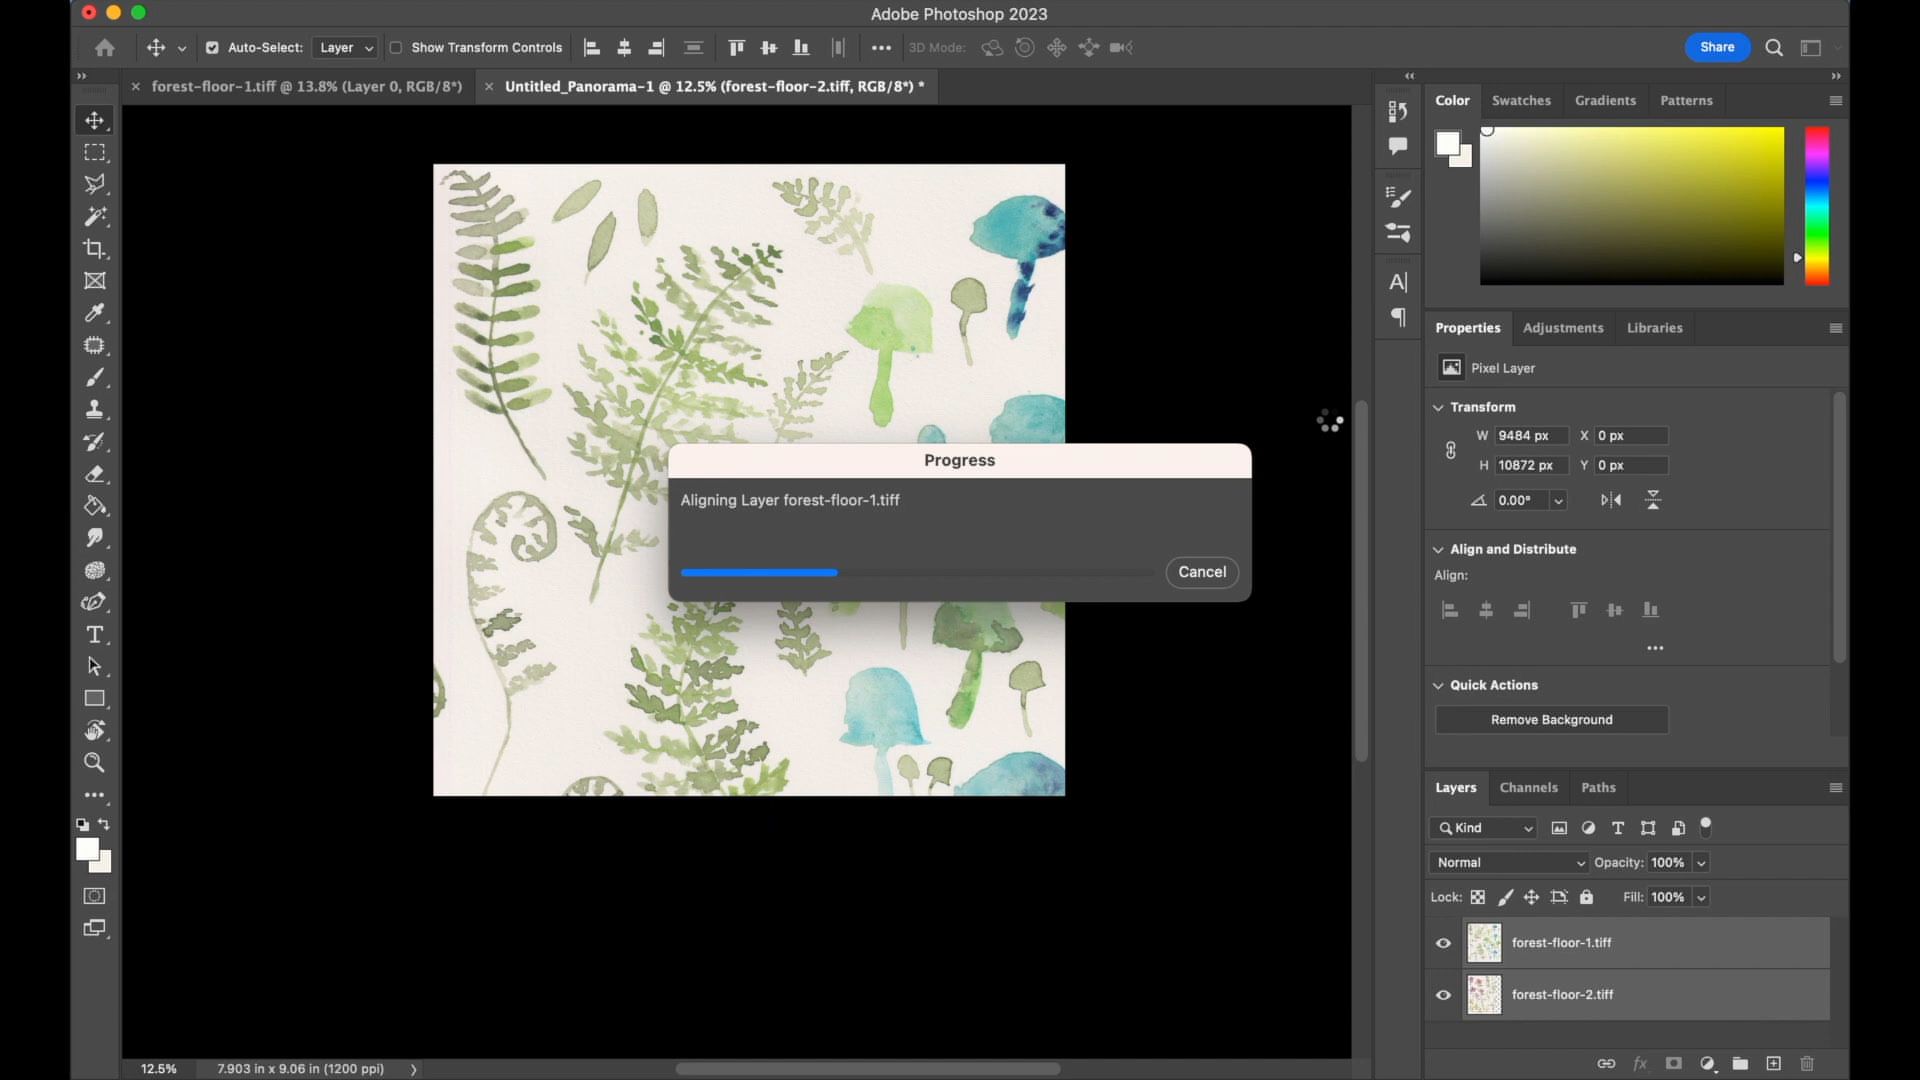 Adobe Photoshop 2023
Auto-Select: Layer Show Transform Controls 3D Mode: Share
forest-floor-1.tiff @ 13.8% (Layer 0, RGB/8*) Untitled_Panorama-1 @ 12.5% (forest-floor-2.tiff, RGB/8*) *
Color Swatches Gradients Patterns
Properties Adjustments Libraries
Pixel Layer
Transform
W 9484 px X 0 px
H 10872 px Y 0 px
0.00°
Progress
Aligning Layer forest-floor-1.tiff
Cancel
Align and Distribute
Align:
Quick Actions
Remove Background
Layers Channels Paths
Kind
Normal Opacity: 100%
Lock: Fill: 100%
forest-floor-1.tiff
forest-floor-2.tiff
12.5% 7.903 in x 9.06 in (1200 ppi)